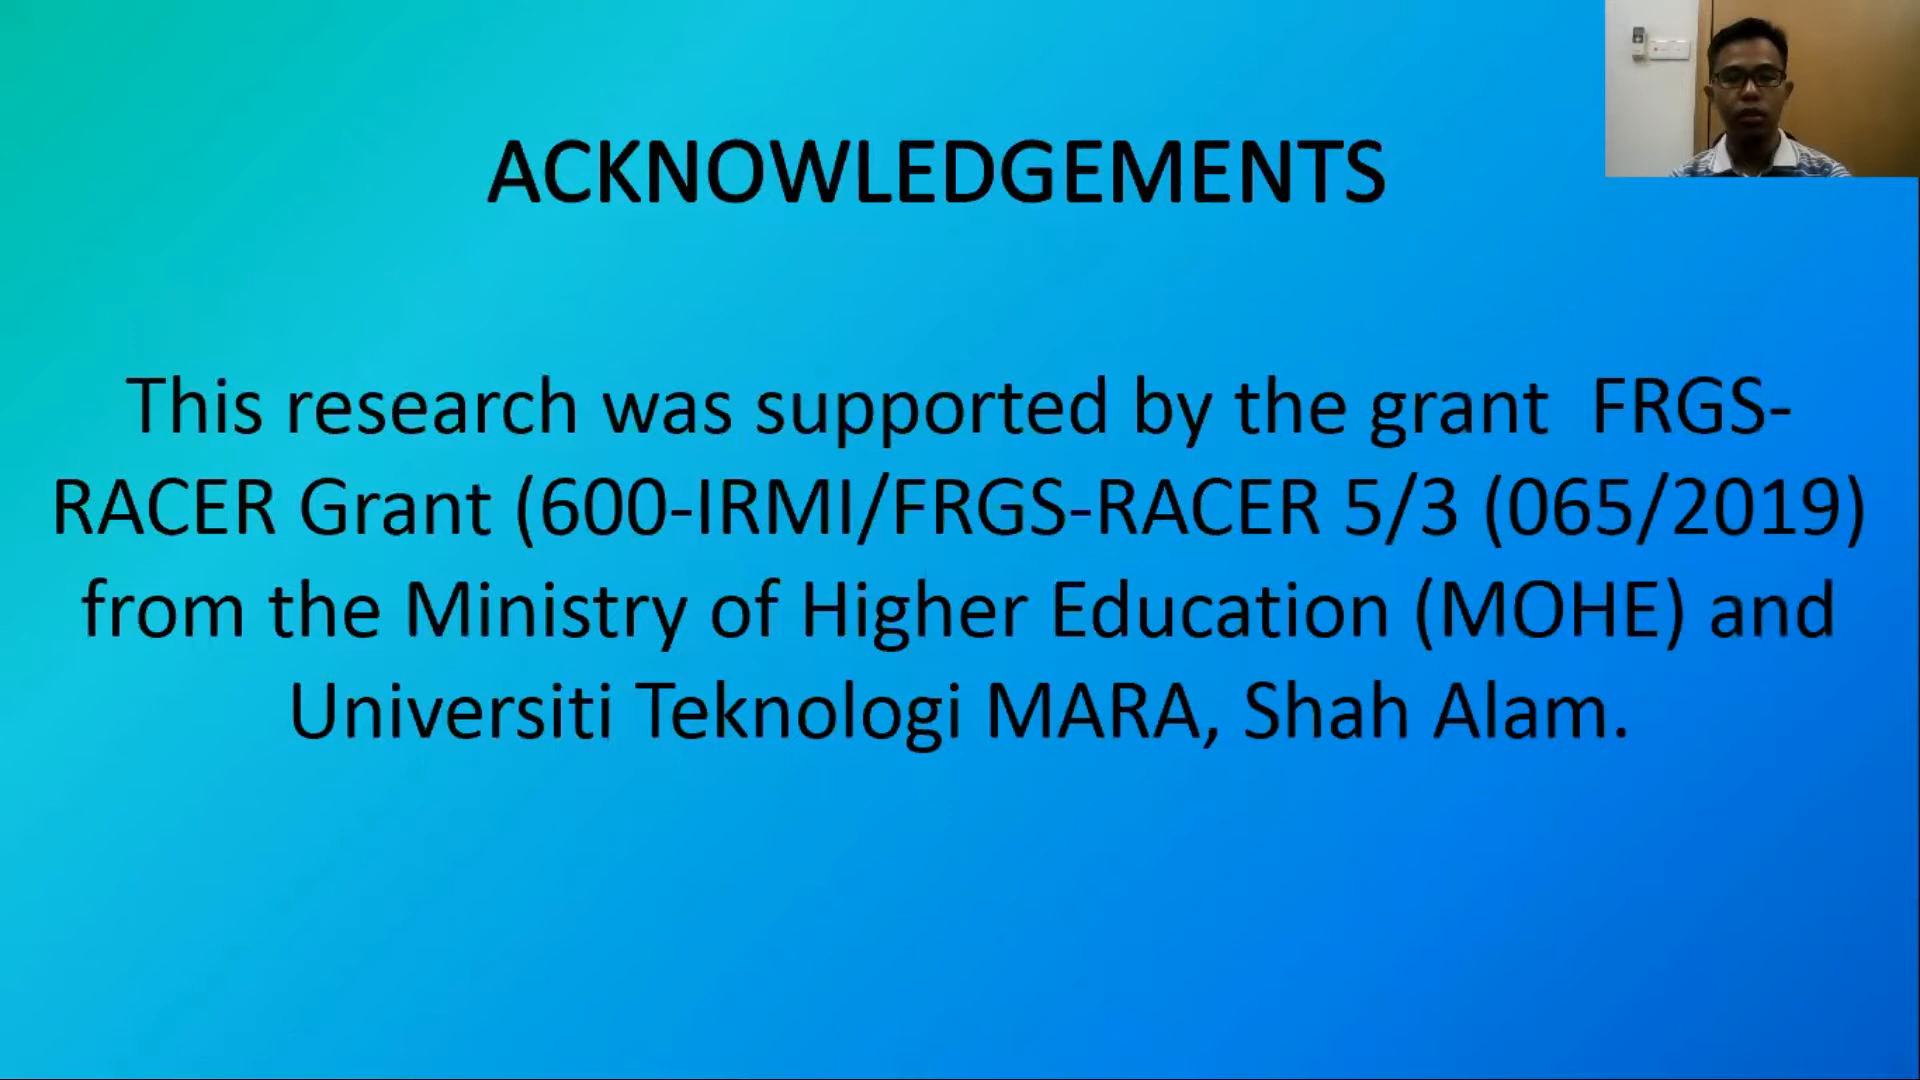 ACKNOWLEDGEMENTS
This research was supported by the grant  FRGS-
RACER Grant (600-IRMI/FRGS-RACER 5/3 (065/2019)
from the Ministry of Higher Education (MOHE) and
Universiti Teknologi MARA, Shah Alam.